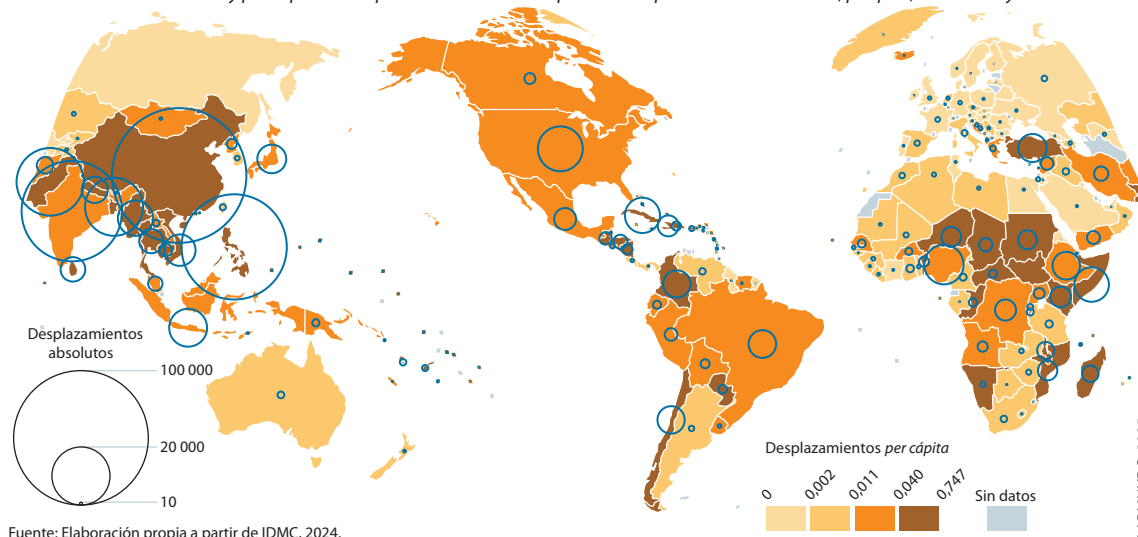 Desplazamientos
absolutos
100 000
20 000
10
Desplazamientos per cápita
0
0,002
0,011
0,040
0,747
Sin datos
Fuente: Elaboración propia a partir de IDMC, 2024.